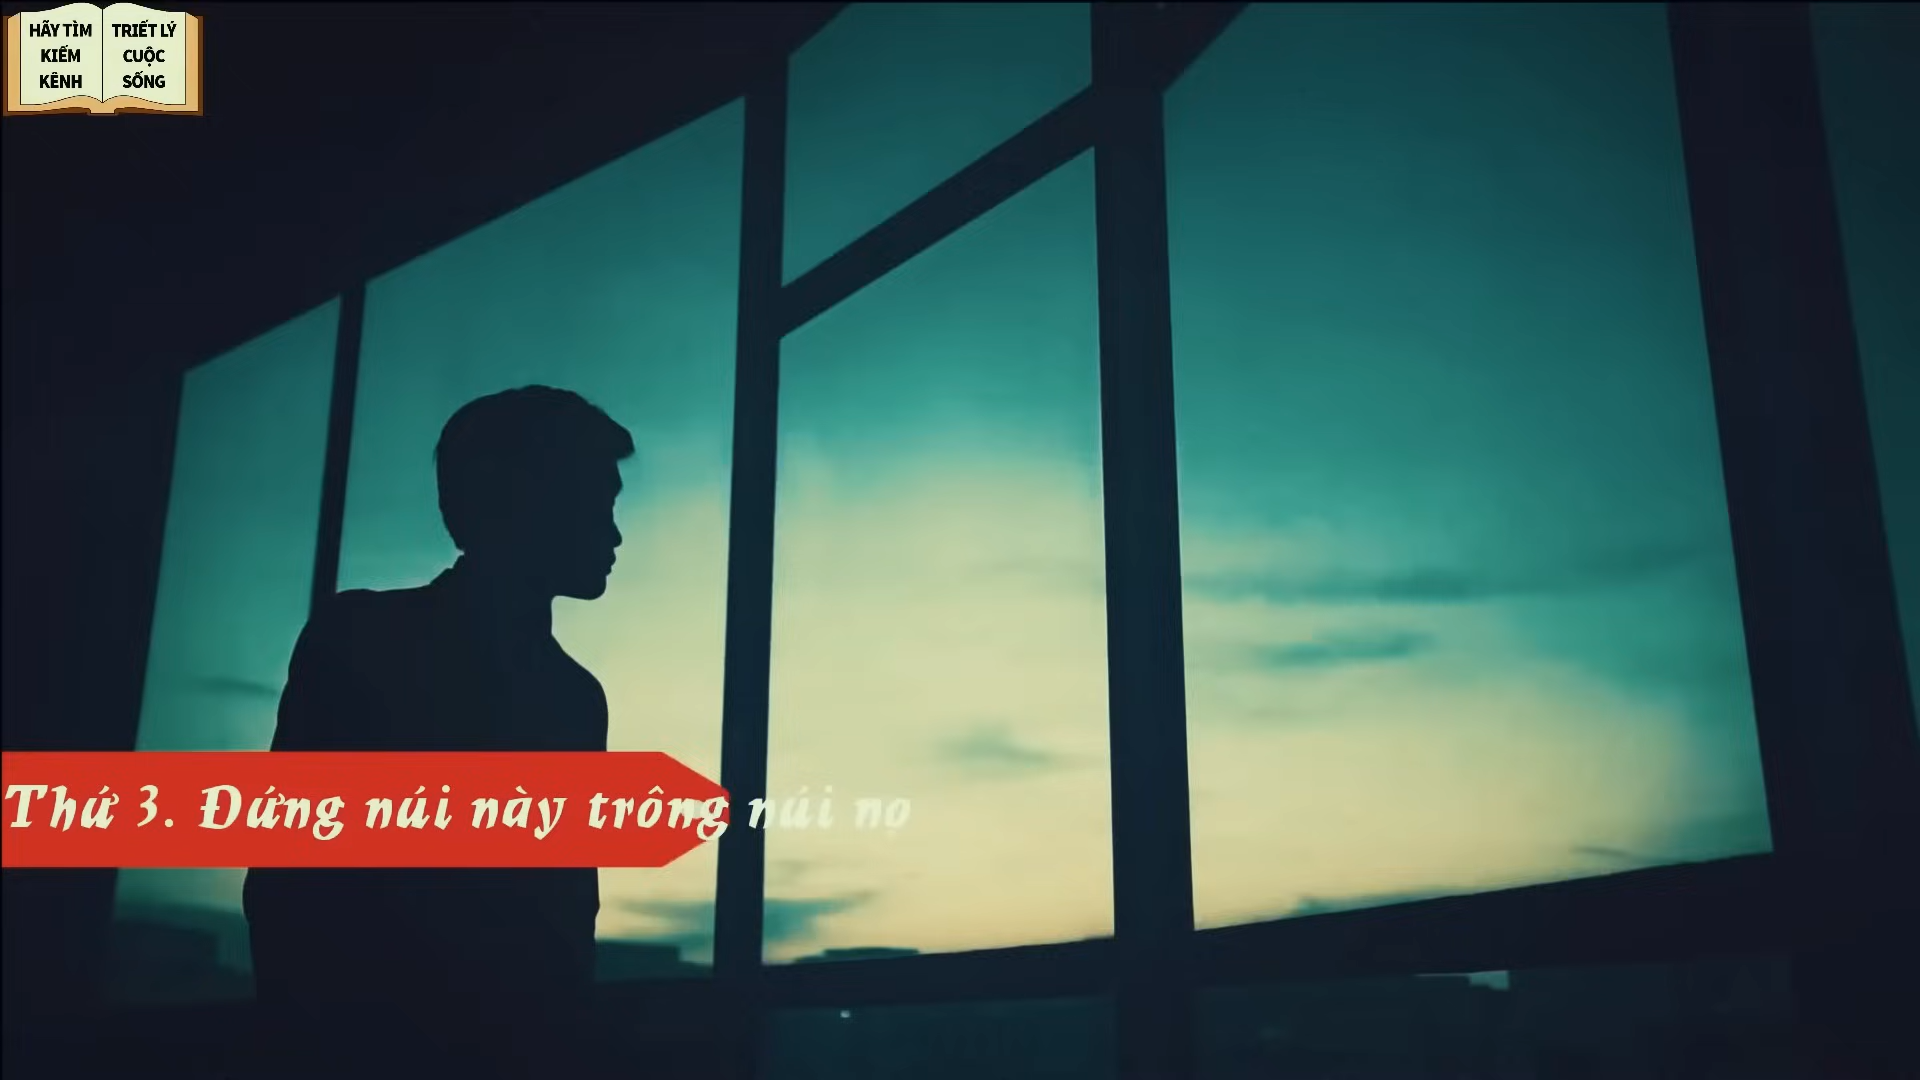 HÃY TÌM
KIẾM
KÊNH
TRIẾT LÝ
CUỘC
SỐNG
Thứ 3. Đứng núi này trông núi nọ